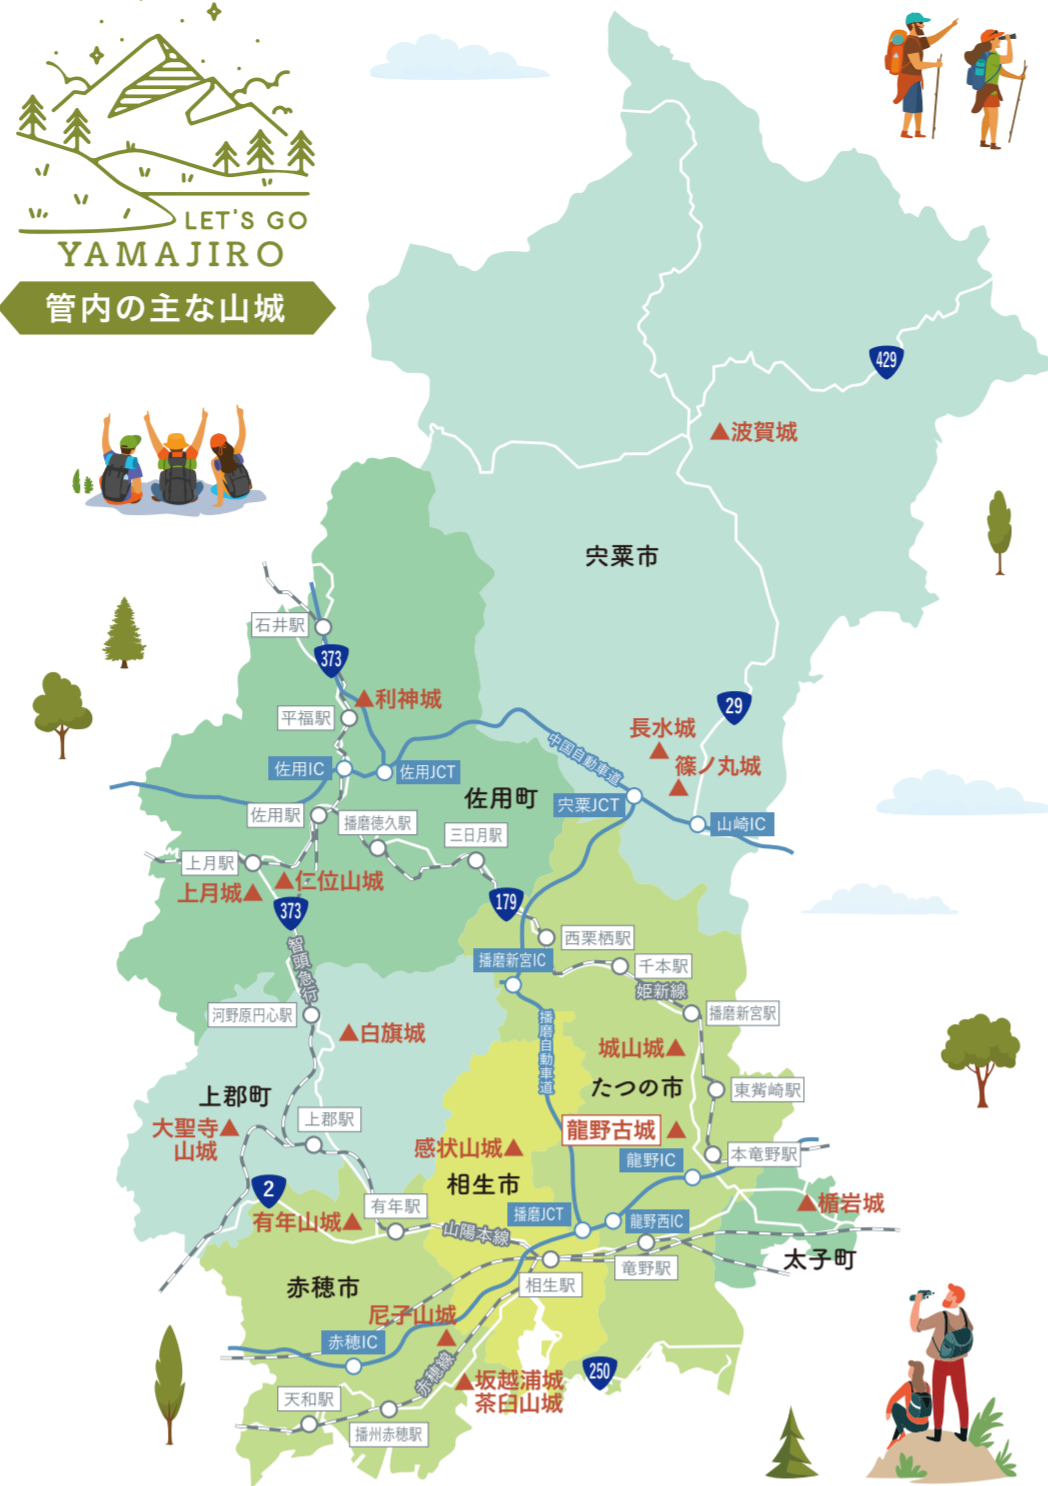 LET'S GO
YAMAJIRO
管内の主な山城
429
波賀城
宍粟市
石井駅
373
利神城
平福駅
29
長水城
篠ノ丸城
中国自動車道
佐用IC
佐用JCT
佐用町
宍粟JCT
山崎IC
佐用駅
播磨徳久駅
三日月駅
上月駅
上月城
仁位山城
373
179
智頭急行
西栗栖駅
播磨新宮IC
千本駅
姫新線
河野原円心駅
播磨新宮駅
白旗城
播磨自動車道
城山城
たつの市
東觜崎駅
上郡町
上郡駅
大聖寺
山城
龍野古城
感状山城
本竜野駅
龍野IC
相生市
2
有年駅
有年山城
播磨JCT
龍野西IC
楯岩城
山陽本線
太子町
竜野駅
相生駅
赤穂市
尼子山城
赤穂IC
赤穂線
250
坂越浦城
茶臼山城
天和駅
播州赤穂駅